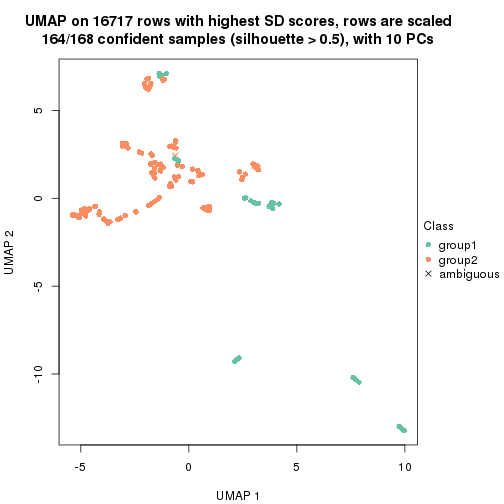 UMAP on 16717 rows with highest SD scores, rows are scaled
164/168 confident samples (silhouette > 0.5), with 10 PCs
5
0
-5
-10
UMAP 2
-5
0
5
10
UMAP 1
Class
group1
group2
ambiguous